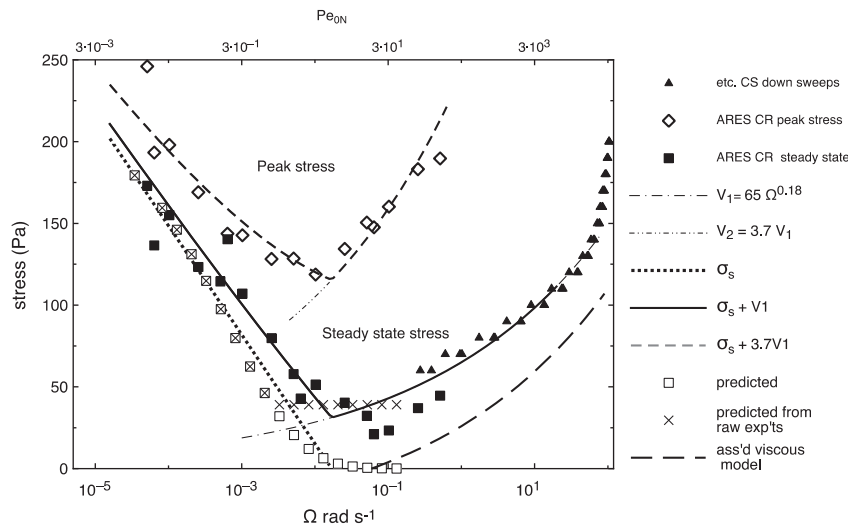 Pe0N
3·10-3
3·10-1
3·101
3·103
250
200
150
100
50
0
stress (Pa)
Peak stress
Steady state stress
10-5
10-3
10-1
101
Ω rad s-1
etc. CS down sweeps
ARES CR peak stress
ARES CR steady state
V1= 65 Ω0.18
V2 = 3.7 V1
σs
σs + V1
σs + 3.7V1
predicted
predicted from
raw exp'ts
ass'd viscous
model